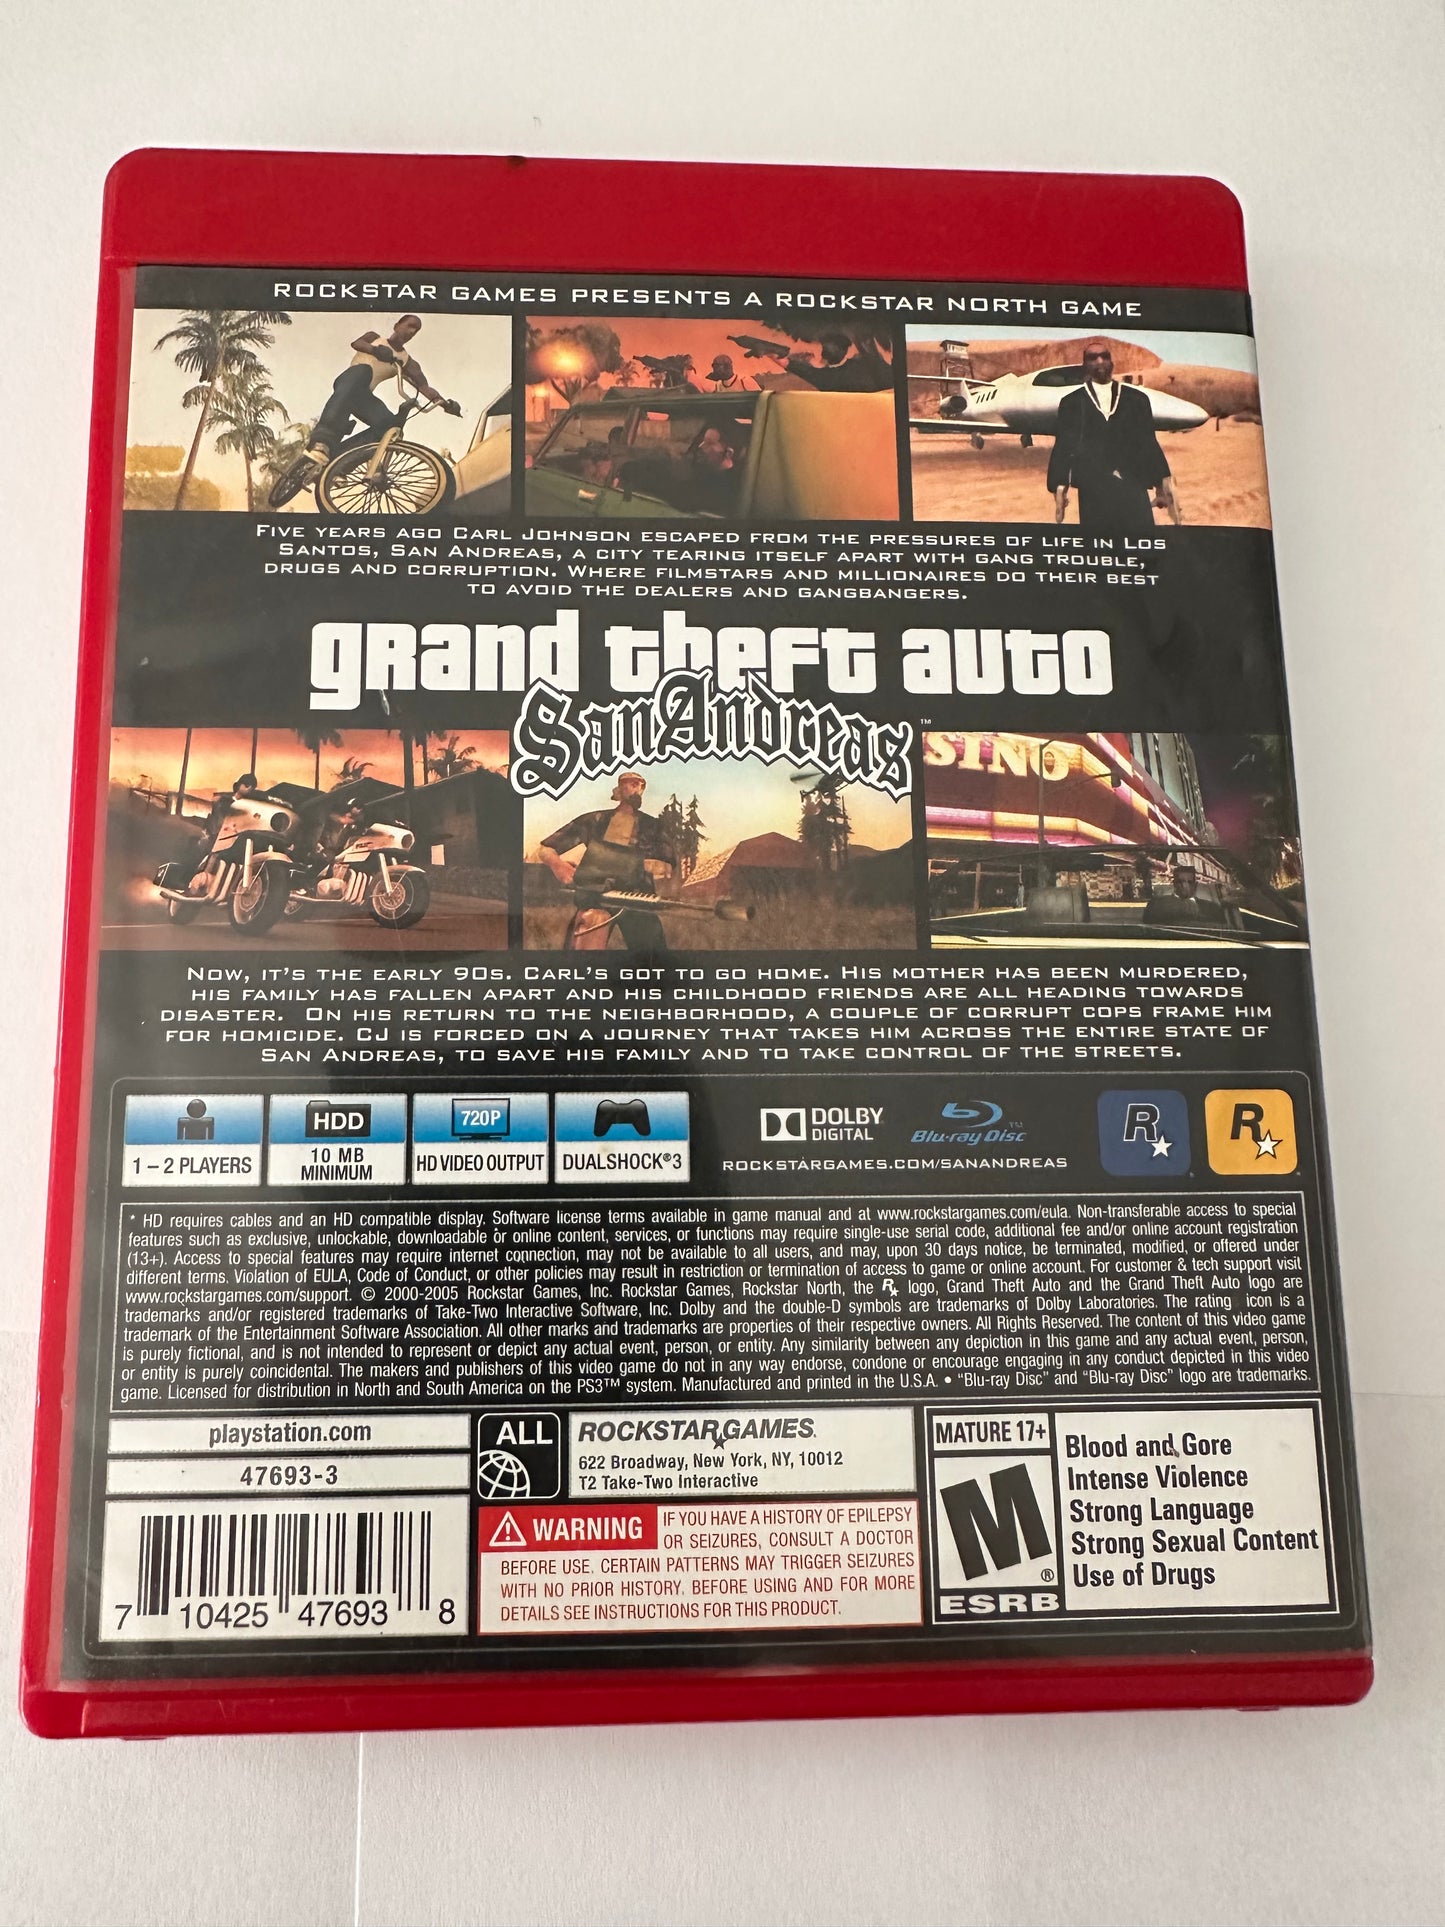 ROCKSTAR GAMES PRESENTS A ROCKSTAR NORTH GAME
FIVE YEARS AGO CARL JOHNSON ESCAPED FROM THE PRESSURES OF LIFE IN LOS
SANTOS, SAN ANDREAS, A CITY TEARING ITSELF APART WITH GANG TROUBLE,
DRUGS AND CORRUPTION. WHERE FILMSTARS AND MILLIONAIRES DO THEIR BEST
TO AVOID THE DEALERS AND GANGBANGERS.
grand theft auto
San Andreas™
SINO
NOW, IT'S THE EARLY 90S. CARL'S GOT TO GO HOME. HIS MOTHER HAS BEEN MURDERED,
HIS FAMILY HAS FALLEN APART AND HIS CHILDHOOD FRIENDS ARE ALL HEADING TOWARDS
DISASTER. ON HIS RETURN TO THE NEIGHBORHOOD, A COUPLE OF CORRUPT COPS FRAME HIM
FOR HOMICIDE. CJ IS FORCED ON A JOURNEY THAT TAKES HIM ACROSS THE ENTIRE STATE OF
SAN ANDREAS, TO SAVE HIS FAMILY AND TO TAKE CONTROL OF THE STREETS.
1 – 2 PLAYERS
HDD
10 MB
MINIMUM
720P
HD VIDEO OUTPUT
DUALSHOCK®3
DOLBY
DIGITAL
Blu-ray Disc™
ROCKSTARGAMES.COM/SANANDREAS
R
R
* HD requires cables and an HD compatible display. Software license terms available in game manual and at www.rockstargames.com/eula. Non-transferable access to special
features such as exclusive, unlockable, downloadable or online content, services, or functions may require single-use serial code, additional fee and/or online account registration
(13+). Access to special features may require internet connection, may not be available to all users, and may, upon 30 days notice, be terminated, modified, or offered under
different terms. Violation of EULA, Code of Conduct, or other policies may result in restriction or termination of access to game or online account. For customer & tech support visit
www.rockstargames.com/support. © 2000-2005 Rockstar Games, Inc. Rockstar Games, Rockstar North, the R logo, Grand Theft Auto and the Grand Theft Auto logo are
trademarks and/or registered trademarks of Take-Two Interactive Software, Inc. Dolby and the double-D symbols are trademarks of Dolby Laboratories. The rating icon is a
trademark of the Entertainment Software Association. All other marks and trademarks are properties of their respective owners. All Rights Reserved. The content of this video game
is purely fictional, and is not intended to represent or depict any actual event, person, or entity. Any similarity between any depiction in this game and any actual event, person,
or entity is purely coincidental. The makers and publishers of this video game do not in any way endorse, condone or encourage engaging in any conduct depicted in this video
game. Licensed for distribution in North and South America on the PS3™ system. Manufactured and printed in the U.S.A. • "Blu-ray Disc" and "Blu-ray Disc" logo are trademarks.
playstation.com
47693-3
7 10425 47693 8
ALL
ROCKSTAR GAMES.
622 Broadway, New York, NY, 10012
T2 Take-Two Interactive
WARNING IF YOU HAVE A HISTORY OF EPILEPSY
OR SEIZURES, CONSULT A DOCTOR
BEFORE USE. CERTAIN PATTERNS MAY TRIGGER SEIZURES
WITH NO PRIOR HISTORY. BEFORE USING AND FOR MORE
DETAILS SEE INSTRUCTIONS FOR THIS PRODUCT.
MATURE 17+
M®
ESRB
Blood and Gore
Intense Violence
Strong Language
Strong Sexual Content
Use of Drugs